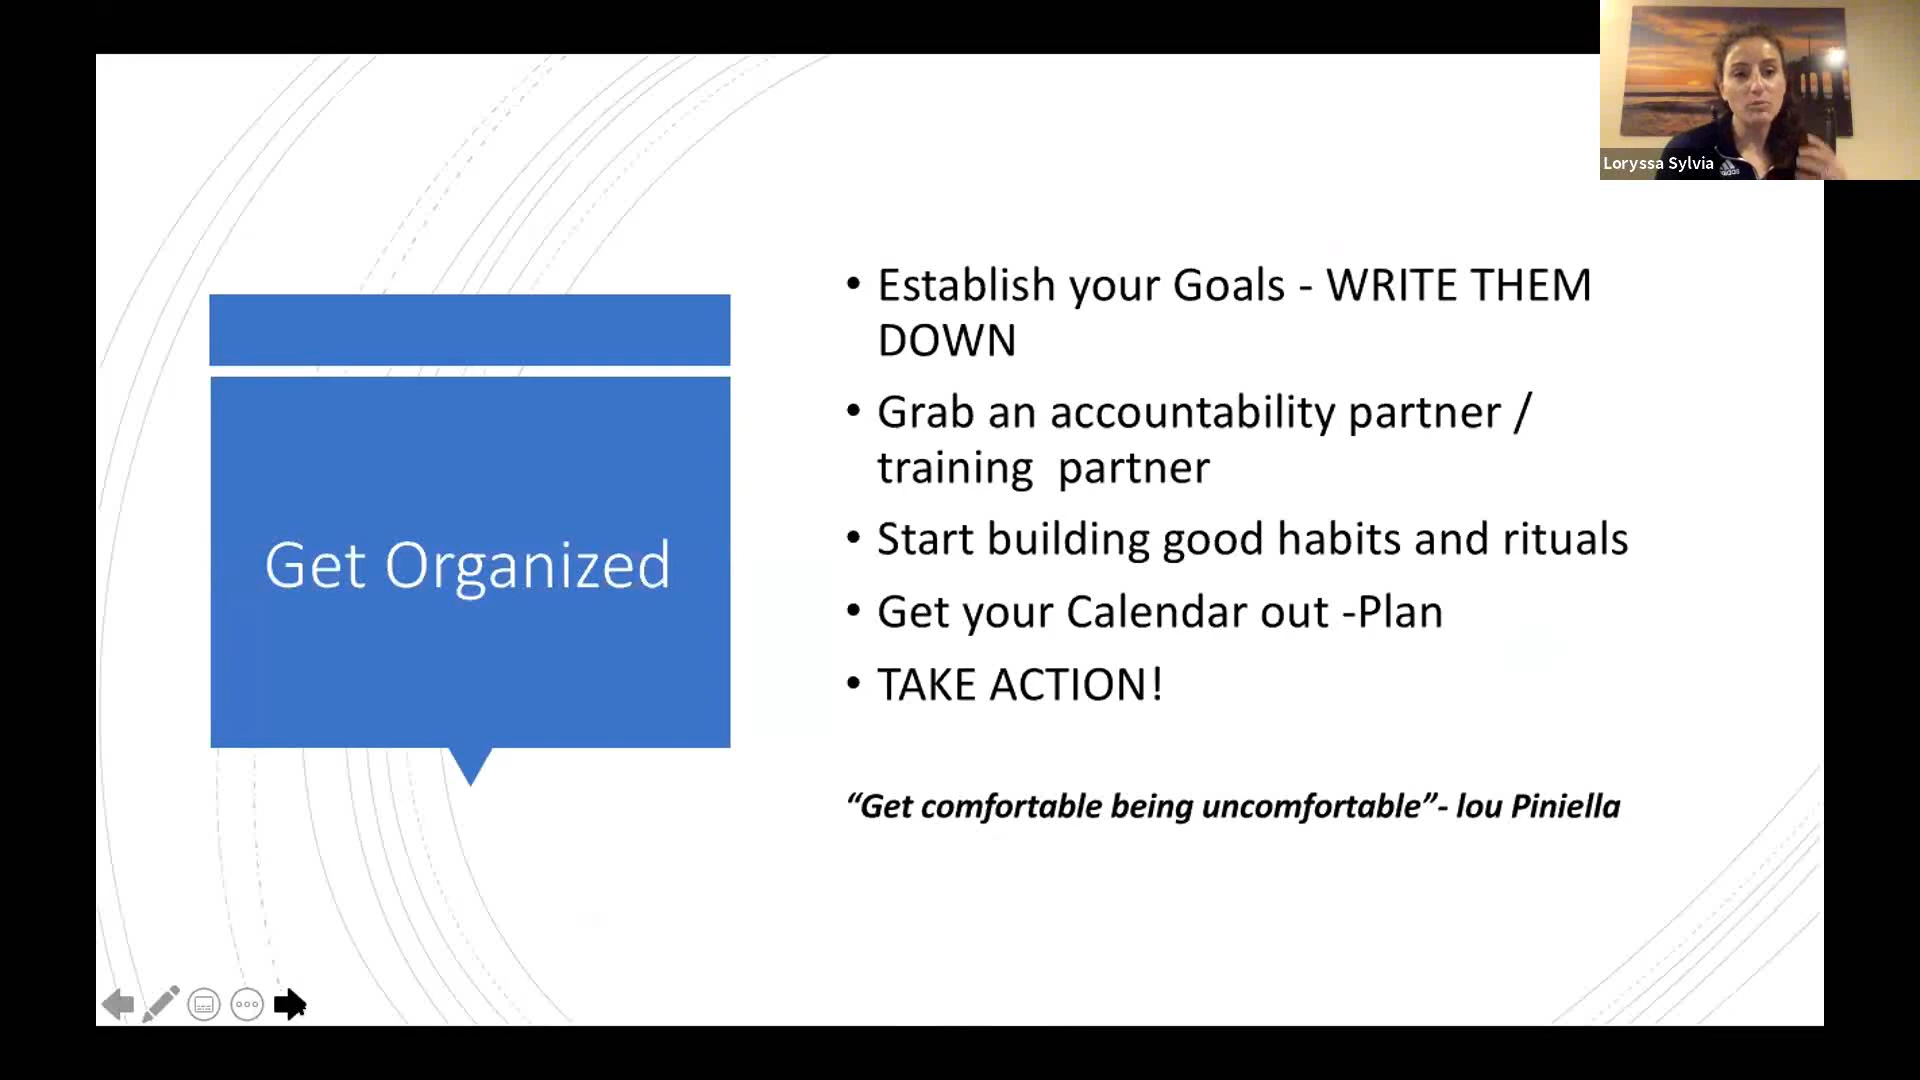 Loryssa Sylvia
adidas
Get Organized
• Establish your Goals - WRITE THEM
DOWN
• Grab an accountability partner /
training  partner
• Start building good habits and rituals
• Get your Calendar out -Plan
• TAKE ACTION!
“Get comfortable being uncomfortable”- lou Piniella